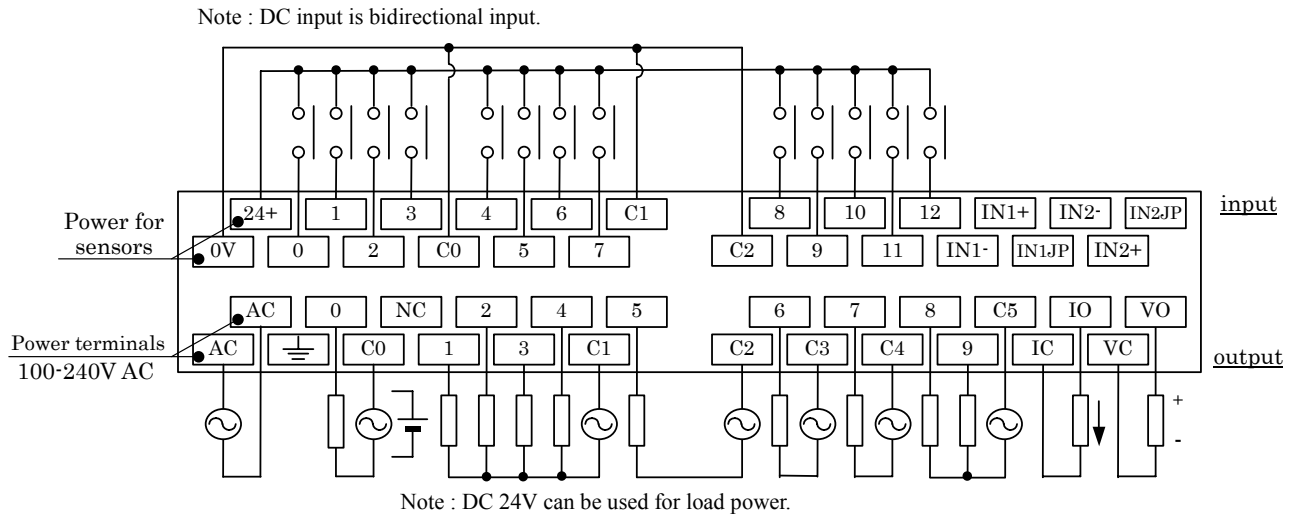 Note : DC input is bidirectional input.
24+ 1 3 4 6 C1 8 10 12 IN1+ IN2- IN2JP
input
Power for
sensors
0V 0 2 C0 5 7 C2 9 11 IN1- IN1JP IN2+
AC 0 NC 2 4 5 6 7 8 C5 IO VO
Power terminals
100-240V AC
AC C0 1 3 C1 C2 C3 C4 9 IC VC
output
+
-
Note : DC 24V can be used for load power.